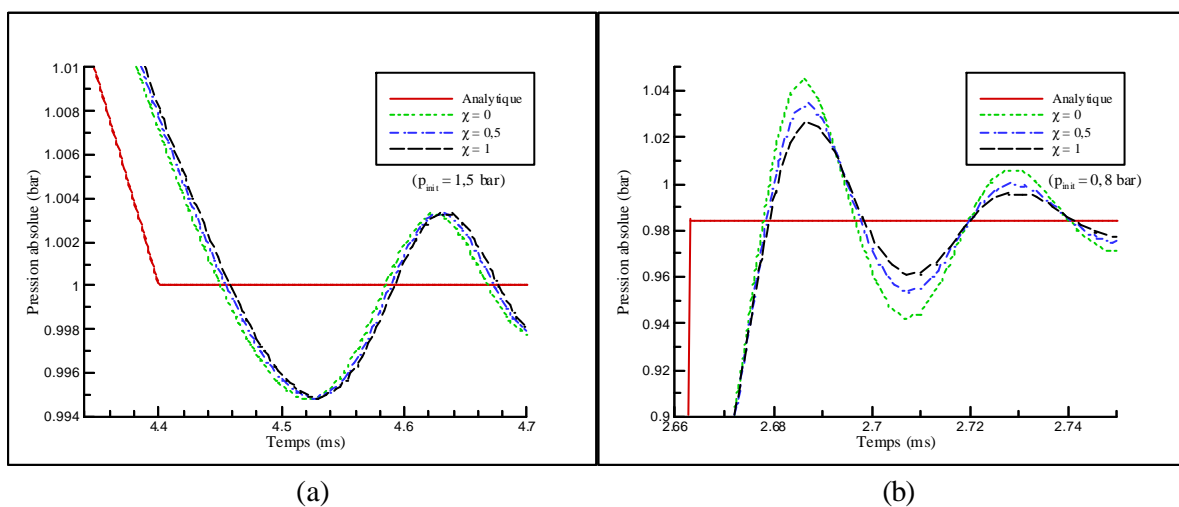 1.01
1.008
1.006
1.004
1.002
1
0.998
0.996
0.994
Pression absolue (bar)
4.4
4.5
4.6
4.7
Temps (ms)
Analytique
χ = 0
χ = 0,5
χ = 1
(p_init = 1,5 bar)
(a)
1.04
1.02
1
0.98
0.96
0.94
0.92
0.9
Pression absolue (bar)
2.66
2.68
2.7
2.72
2.74
Temps (ms)
Analytique
χ = 0
χ = 0,5
χ = 1
(p_init = 0, 8 bar)
(b)